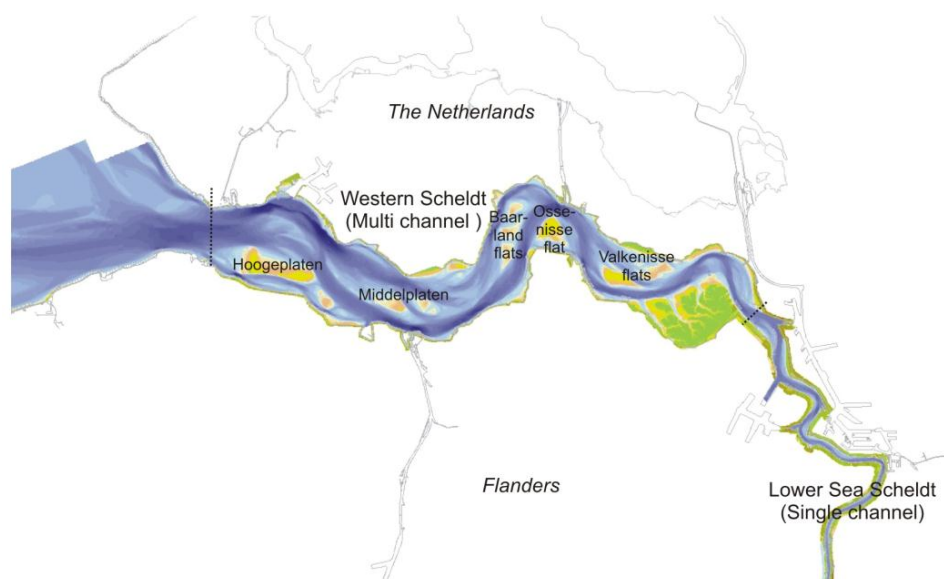 The Netherlands
Western Scheldt
(Multi channel )
Baar-
land
flats
Osse-
nisse
flat
Hoogeplaten
Middelplaten
Valkenisse
flats
Flanders
Lower Sea Scheldt
(Single channel)